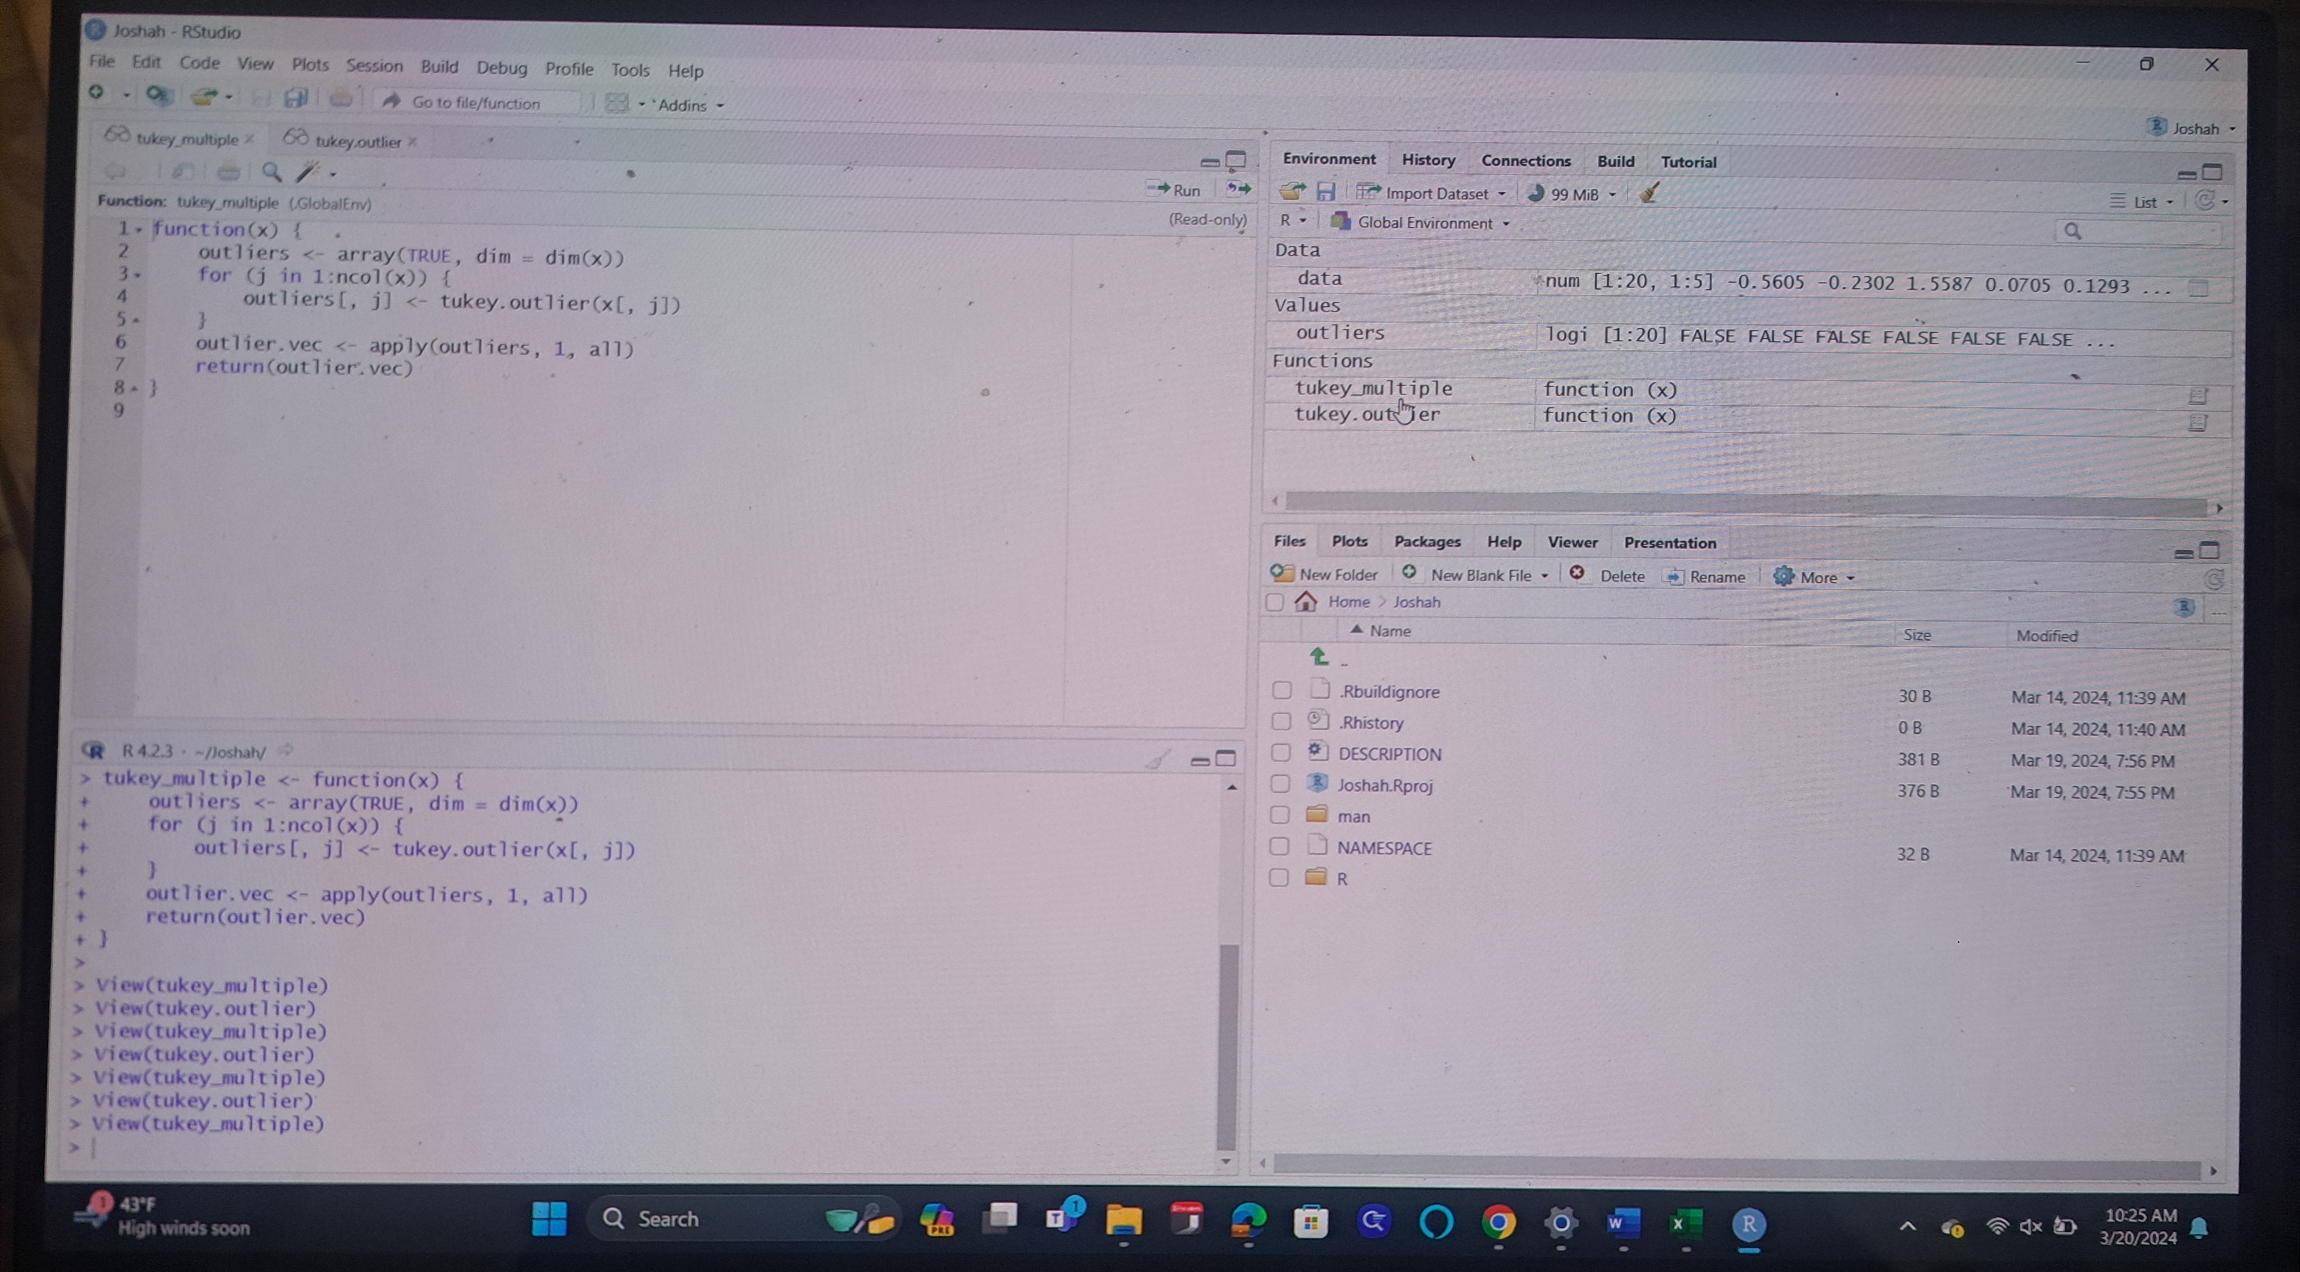 Joshah - RStudio
File Edit Code View Plots Session Build Debug Profile Tools Help
Go to file/function Addins
Joshah
tukey_multiple tukey.outlier
Run
Function: tukey_multiple (.GlobalEnv)
(Read-only)
1 function(x) {
2 outliers <- array(TRUE, dim = dim(x))
3 for (j in 1:ncol(x)) {
4 outliers[, j] <- tukey.outlier(x[, j])
5 }
6 outlier.vec <- apply(outliers, 1, all)
7 return(outlier.vec)
8 }
9
R 4.2.3 · ~/Joshah/
> tukey_multiple <- function(x) {
+ outliers <- array(TRUE, dim = dim(x))
+ for (j in 1:ncol(x)) {
+ outliers[, j] <- tukey.outlier(x[, j])
+ }
+ outlier.vec <- apply(outliers, 1, all)
+ return(outlier.vec)
+ }
>
> View(tukey_multiple)
> View(tukey.outlier)
> View(tukey_multiple)
> View(tukey.outlier)
> View(tukey_multiple)
> View(tukey.outlier)
> View(tukey_multiple)
>
Environment History Connections Build Tutorial
Import Dataset 99 MiB
List
R Global Environment
Data
data num [1:20, 1:5] -0.5605 -0.2302 1.5587 0.0705 0.1293 ...
Values
outliers logi [1:20] FALSE FALSE FALSE FALSE FALSE FALSE ...
Functions
tukey_multiple function (x)
tukey.outlier function (x)
Files Plots Packages Help Viewer Presentation
New Folder New Blank File Delete Rename More
Home > Joshah
Name Size Modified
..
.Rbuildignore 30 B Mar 14, 2024, 11:39 AM
.Rhistory 0 B Mar 14, 2024, 11:40 AM
DESCRIPTION 381 B Mar 19, 2024, 7:56 PM
Joshah.Rproj 376 B Mar 19, 2024, 7:55 PM
man
NAMESPACE 32 B Mar 14, 2024, 11:39 AM
R
1 43°F
High winds soon
Search
PRE
T 1
W
X
R
10:25 AM
3/20/2024